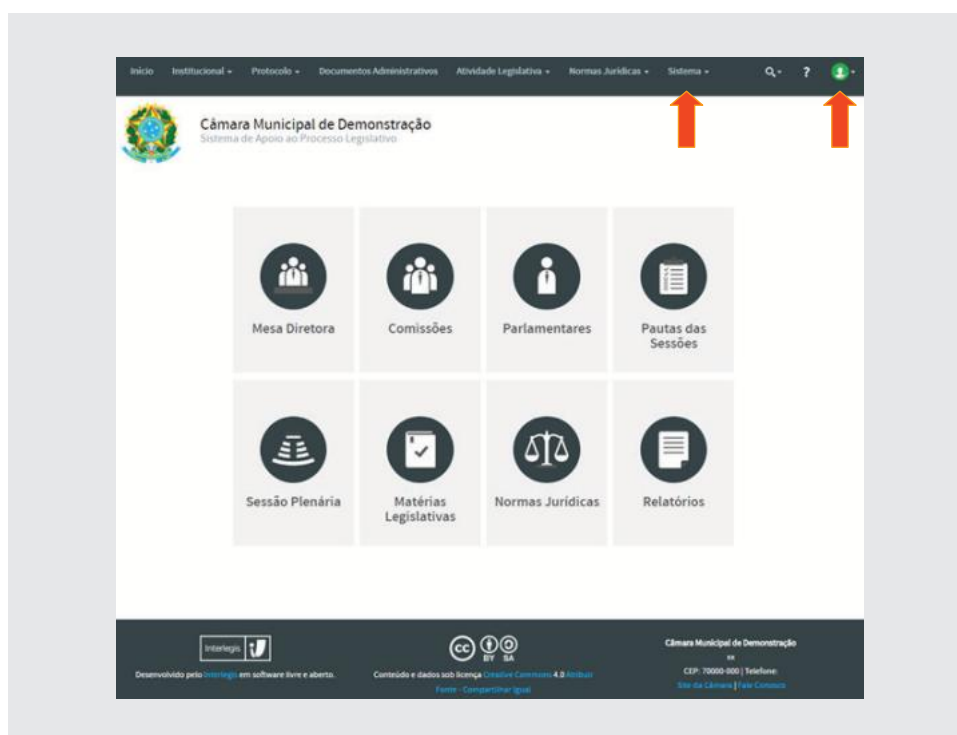 Início Institucional Protocolo Documentos Administrativos Atividade Legislativa Normas Jurídicas Sistema ?
Câmara Municipal de Demonstração
Sistema de Apoio ao Processo Legislativo
Mesa Diretora
Comissões
Parlamentares
Pautas das
Sessões
Sessão Plenária
Matérias
Legislativas
Normas Jurídicas
Relatórios
Interlegis
Desenvolvido pelo Interlegis em software livre e aberto.
cc BY SA
Conteúdo e dados sob licença Creative Commons 4.0 Atribuir
Fonte - Compartilhar Igual
Câmara Municipal de Demonstração
CEP: 70000-000 | Telefone:
Site da Câmara | Fale Conosco